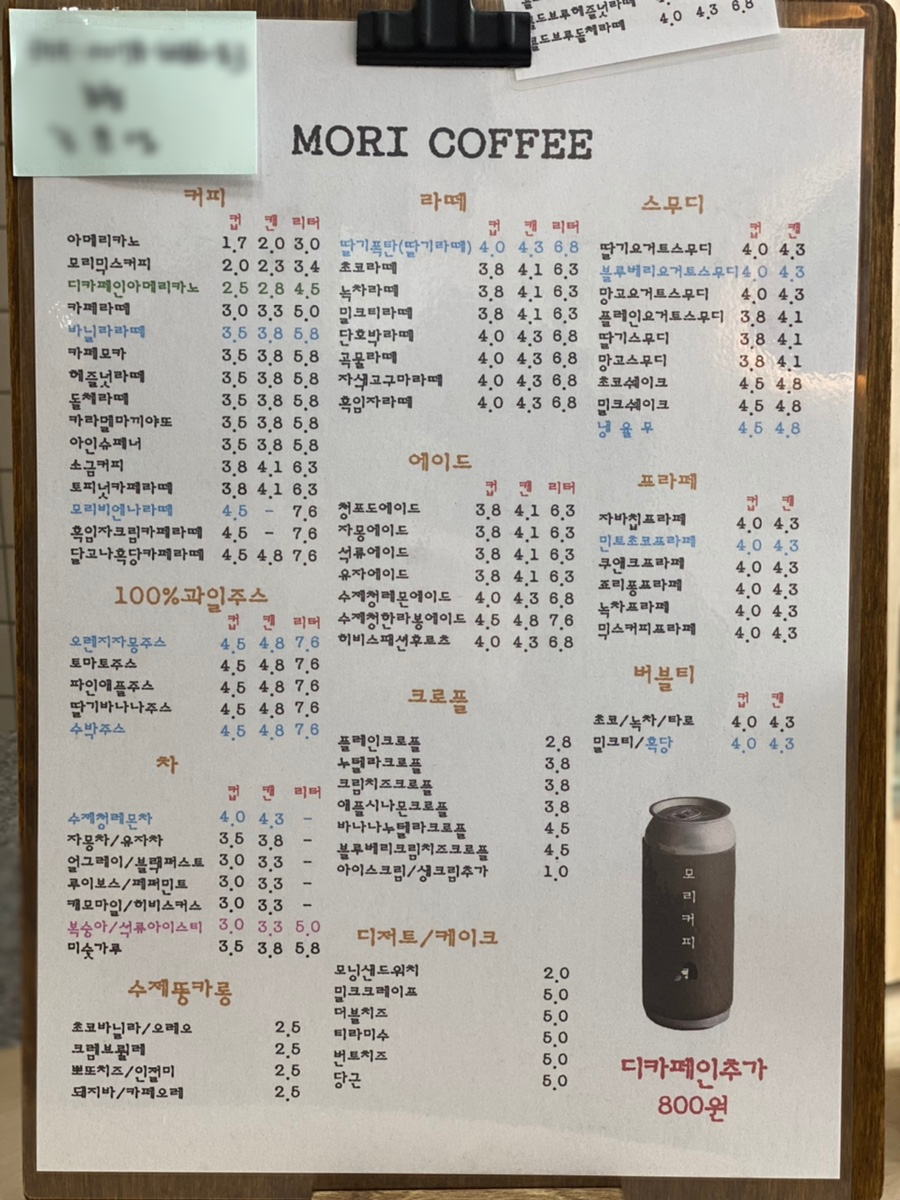 콜드브루돌체라떼 4.0 4.3 6.8
MORI COFFEE
커피
컵 캔 리터
아메리카노 1.7 2.0 3.0
모리믹스커피 2.0 2.3 3.4
디카페인아메리카노 2.5 2.8 4.5
카페라떼 3.0 3.3 5.0
바닐라라떼 3.5 3.8 5.8
카페모카 3.5 3.8 5.8
헤즐넛라떼 3.5 3.8 5.8
돌체라떼 3.5 3.8 5.8
카라멜마끼야또 3.5 3.8 5.8
아인슈페너 3.5 3.8 5.8
소금커피 3.8 4.1 6.3
토피넛카페라떼 3.8 4.1 6.3
모리비엔나라떼 4.5 - 7.6
흑임자크림카페라떼 4.5 - 7.6
달고나흑당카페라떼 4.5 4.8 7.6
100%과일주스
컵 캔 리터
오렌지자몽주스 4.5 4.8 7.6
토마토주스 4.5 4.8 7.6
파인애플주스 4.5 4.8 7.6
딸기바나나주스 4.5 4.8 7.6
수박주스 4.5 4.8 7.6
차
컵 캔 리터
수제청레몬차 4.0 4.3 -
자몽차/유자차 3.5 3.8 -
얼그레이/블랙퍼스트 3.0 3.3 -
루이보스/페퍼민트 3.0 3.3 -
캐모마일/히비스커스 3.0 3.3 -
복숭아/석류아이스티 3.0 3.3 5.0
미숫가루 3.5 3.8 5.8
수제뚱카롱
초코바닐라/오레오 2.5
크렘브륄레 2.5
뽀또치즈/인절미 2.5
돼지바/카페오레 2.5
라떼
컵 캔 리터
딸기폭탄(딸기라떼) 4.0 4.3 6.8
초코라떼 3.8 4.1 6.3
녹차라떼 3.8 4.1 6.3
밀크티라떼 3.8 4.1 6.3
단호박라떼 4.0 4.3 6.8
곡물라떼 4.0 4.3 6.8
자색고구마라떼 4.0 4.3 6.8
흑임자라떼 4.0 4.3 6.8
에이드
컵 캔 리터
청포도에이드 3.8 4.1 6.3
자몽에이드 3.8 4.1 6.3
석류에이드 3.8 4.1 6.3
유자에이드 3.8 4.1 6.3
수제청레몬에이드 4.0 4.3 6.8
수제청한라봉에이드 4.5 4.8 7.6
히비스패션후르츠 4.0 4.3 6.8
크로플
플레인크로플 2.8
누텔라크로플 3.8
크림치즈크로플 3.8
애플시나몬크로플 3.8
바나나누텔라크로플 4.5
블루베리크림치즈크로플 4.5
아이스크림/생크림추가 1.0
디저트/케이크
모닝샌드위치 2.0
밀크크레이프 5.0
더블치즈 5.0
티라미수 5.0
번트치즈 5.0
당근 5.0
스무디
컵 캔
딸기요거트스무디 4.0 4.3
블루베리요거트스무디 4.0 4.3
망고요거트스무디 4.0 4.3
플레인요거트스무디 3.8 4.1
딸기스무디 3.8 4.1
망고스무디 3.8 4.1
초코쉐이크 4.5 4.8
밀크쉐이크 4.5 4.8
냉 율 무 4.5 4.8
프라페
컵 캔
자바칩프라페 4.0 4.3
민트초코프라페 4.0 4.3
쿠앤크프라페 4.0 4.3
죠리퐁프라페 4.0 4.3
녹차프라페 4.0 4.3
믹스커피프라페 4.0 4.3
버블티
컵 캔
초코/녹차/타로 4.0 4.3
밀크티/흑당 4.0 4.3
모
리
커
피
디카페인추가
800원